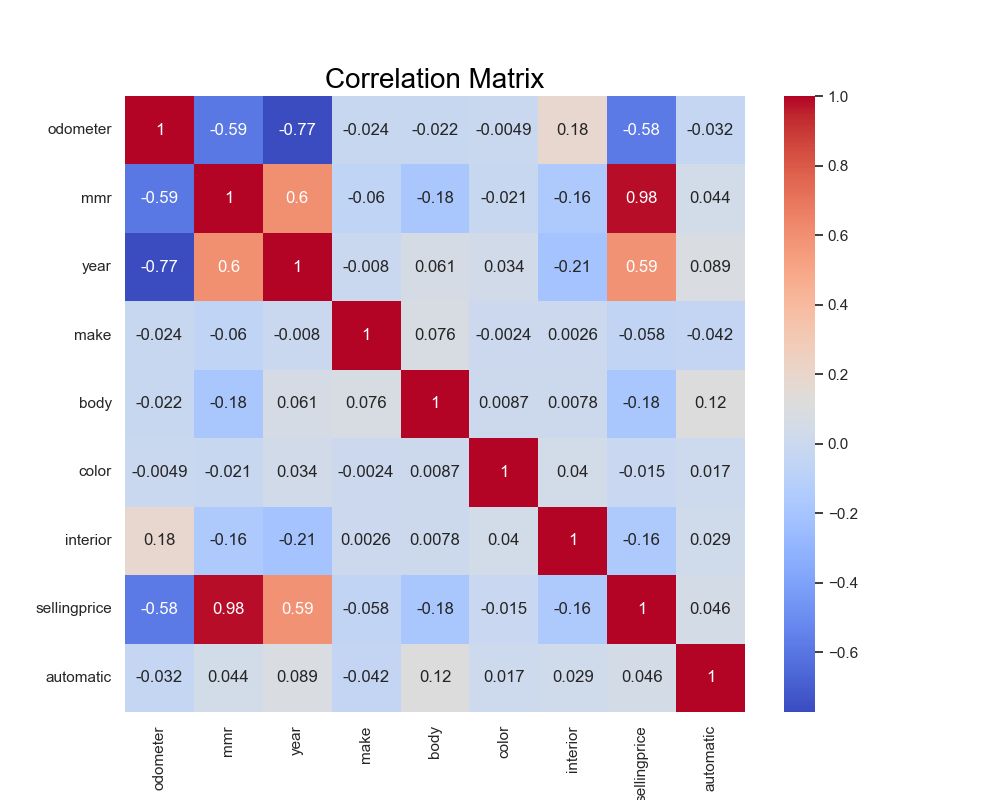 Correlation Matrix
odometer 1 -0.59 -0.77 -0.024 -0.022 -0.0049 0.18 -0.58 -0.032
mmr -0.59 1 0.6 -0.06 -0.18 -0.021 -0.16 0.98 0.044
year -0.77 0.6 1 -0.008 0.061 0.034 -0.21 0.59 0.089
make -0.024 -0.06 -0.008 1 0.076 -0.0024 0.0026 -0.058 -0.042
body -0.022 -0.18 0.061 0.076 1 0.0087 0.0078 -0.18 0.12
color -0.0049 -0.021 0.034 -0.0024 0.0087 1 0.04 -0.015 0.017
interior 0.18 -0.16 -0.21 0.0026 0.0078 0.04 1 -0.16 0.029
sellingprice -0.58 0.98 0.59 -0.058 -0.18 -0.015 -0.16 1 0.046
automatic -0.032 0.044 0.089 -0.042 0.12 0.017 0.029 0.046 1
odometer mmr year make body color interior sellingprice automatic
1.0
0.8
0.6
0.4
0.2
0.0
−0.2
−0.4
−0.6